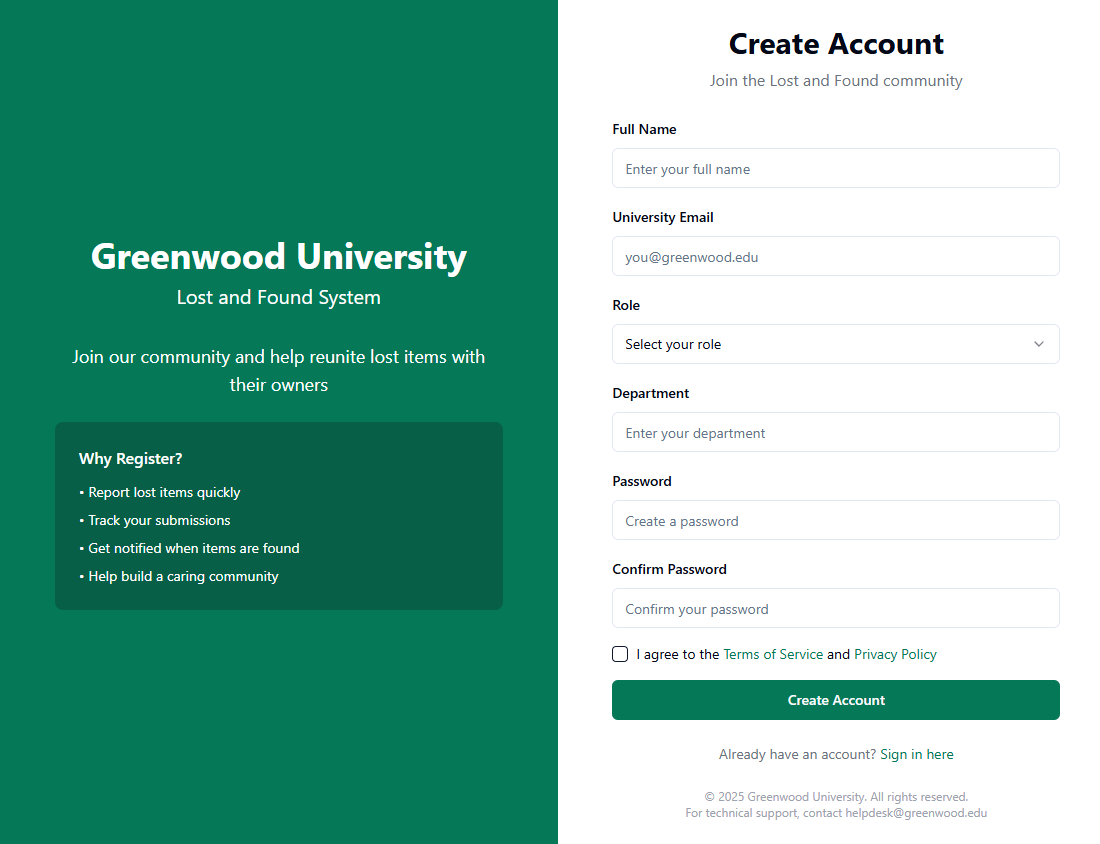 Greenwood University
Lost and Found System
Join our community and help reunite lost items with
their owners
Why Register?
• Report lost items quickly
• Track your submissions
• Get notified when items are found
• Help build a caring community
Create Account
Join the Lost and Found community
Full Name
Enter your full name
University Email
you@greenwood.edu
Role
Select your role
Department
Enter your department
Password
Create a password
Confirm Password
Confirm your password
I agree to the Terms of Service and Privacy Policy
Create Account
Already have an account? Sign in here
© 2025 Greenwood University. All rights reserved.
For technical support, contact helpdesk@greenwood.edu